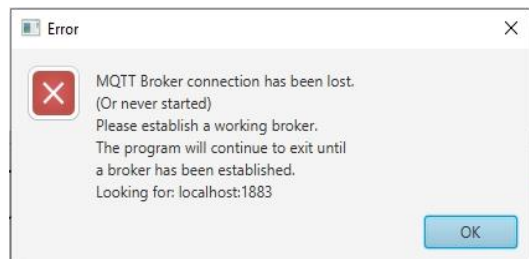 Error
MQTT Broker connection has been lost.
(Or never started)
Please establish a working broker.
The program will continue to exit until
a broker has been established.
Looking for: localhost:1883
OK